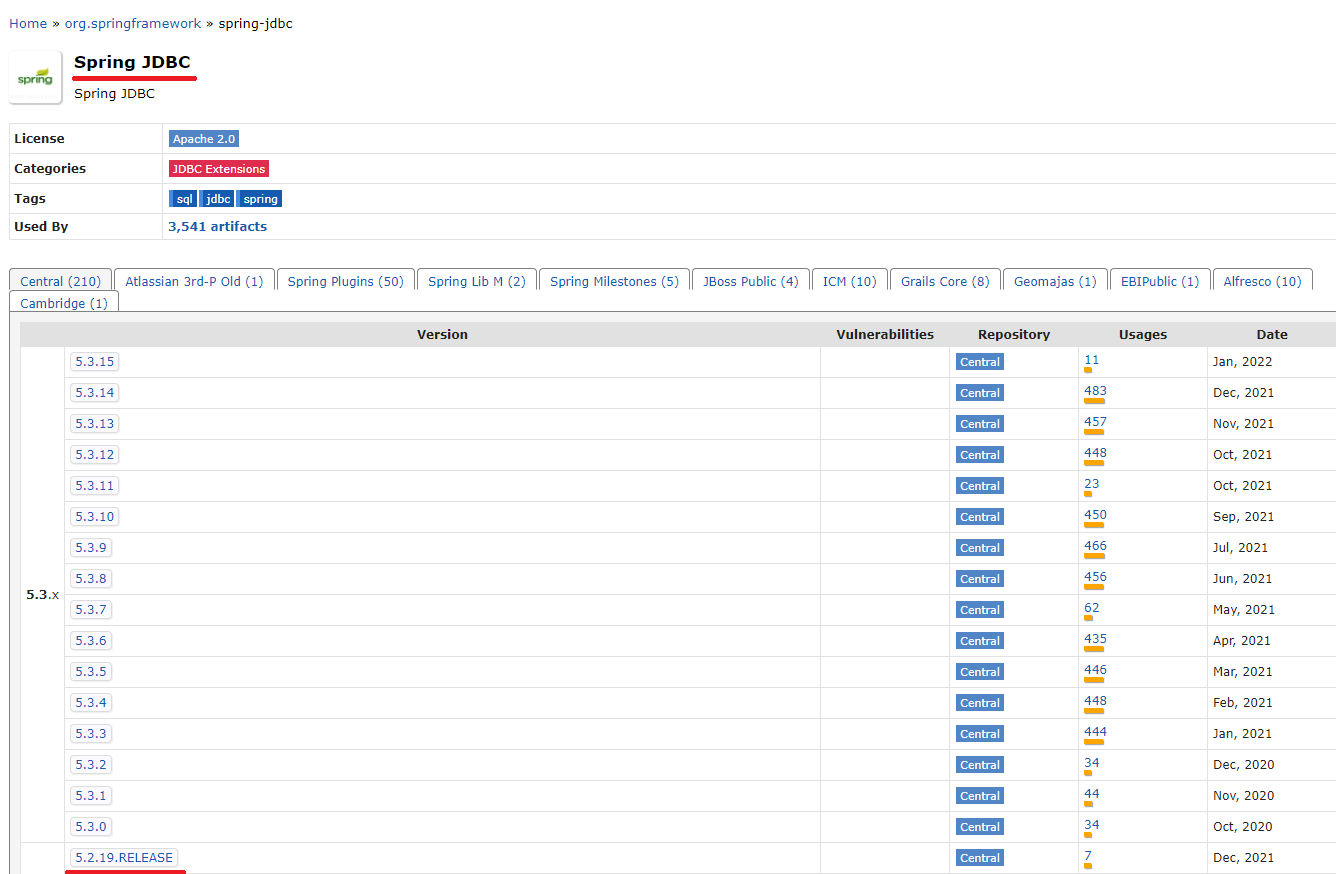 Home » org.springframework » spring-jdbc
spring
Spring JDBC
Spring JDBC
License Apache 2.0
Categories JDBC Extensions
Tags sql jdbc spring
Used By 3,541 artifacts
Central (210) Atlassian 3rd-P Old (1) Spring Plugins (50) Spring Lib M (2) Spring Milestones (5) JBoss Public (4) ICM (10) Grails Core (8) Geomajas (1) EBIPublic (1) Alfresco (10)
Cambridge (1)
Version Vulnerabilities Repository Usages Date
5.3.15 Central 11 Jan, 2022
5.3.14 Central 483 Dec, 2021
5.3.13 Central 457 Nov, 2021
5.3.12 Central 448 Oct, 2021
5.3.11 Central 23 Oct, 2021
5.3.10 Central 450 Sep, 2021
5.3.9 Central 466 Jul, 2021
5.3.8 Central 456 Jun, 2021
5.3.x
5.3.7 Central 62 May, 2021
5.3.6 Central 435 Apr, 2021
5.3.5 Central 446 Mar, 2021
5.3.4 Central 448 Feb, 2021
5.3.3 Central 444 Jan, 2021
5.3.2 Central 34 Dec, 2020
5.3.1 Central 44 Nov, 2020
5.3.0 Central 34 Oct, 2020
5.2.19.RELEASE Central 7 Dec, 2021